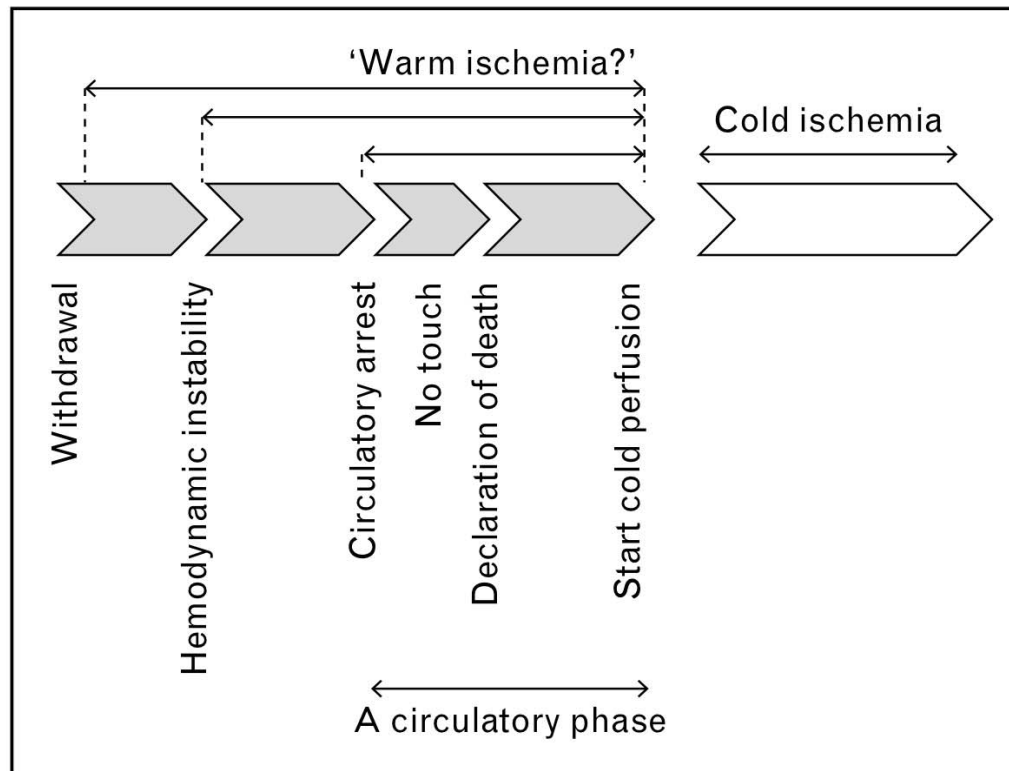 ‘Warm ischemia?’
Cold ischemia
Withdrawal
Hemodynamic instability
Circulatory arrest
No touch
Declaration of death
Start cold perfusion
A circulatory phase